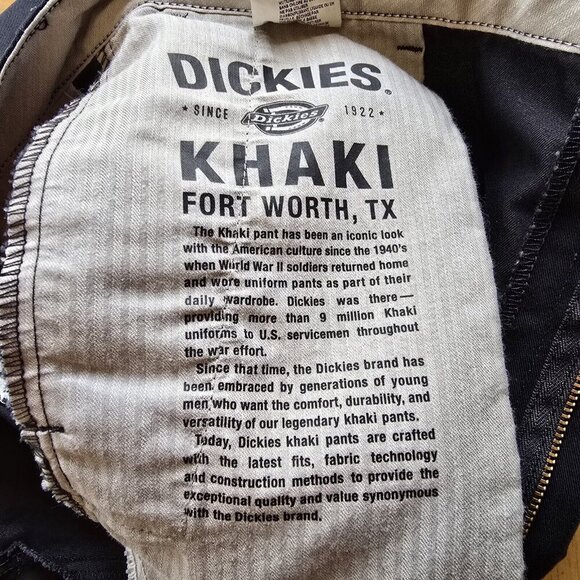 DICKIES.
SINCE
Dickies
1922
KHAKI
FORT WORTH, TX
The Khaki pant has been an iconic look
with the American culture since the 1940's
when World War II soldiers returned home
and wore uniform pants as part of their
daily wardrobe. Dickies was there—
providing more than 9 million Khaki
uniforms to U.S. servicemen throughout
the war effort.
Since that time, the Dickies brand has
been embraced by generations of young
men who want the comfort, durability, and
versatility of our legendary khaki pants.
Today, Dickies khaki pants are crafted
with the latest fits, fabric technology
and construction methods to provide the
exceptional quality and value synonymous
with the Dickies brand.